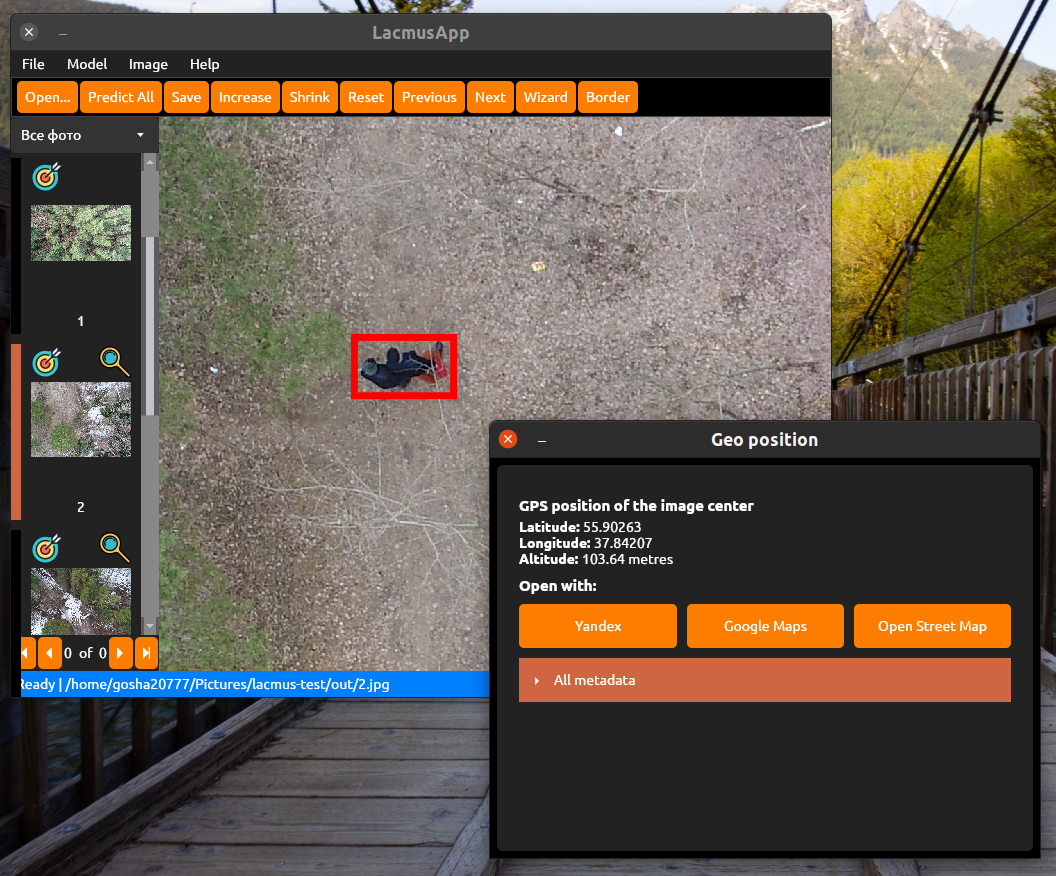 LacmusApp
File Model Image Help
Open... Predict All Save Increase Shrink Reset Previous Next Wizard Border
Все фото
1
2
0 of 0
Ready | /home/gosha20777/Pictures/lacmus-test/out/2.jpg
Geo position
GPS position of the image center
Latitude: 55.90263
Longitude: 37.84207
Altitude: 103.64 metres
Open with:
Yandex Google Maps Open Street Map
All metadata